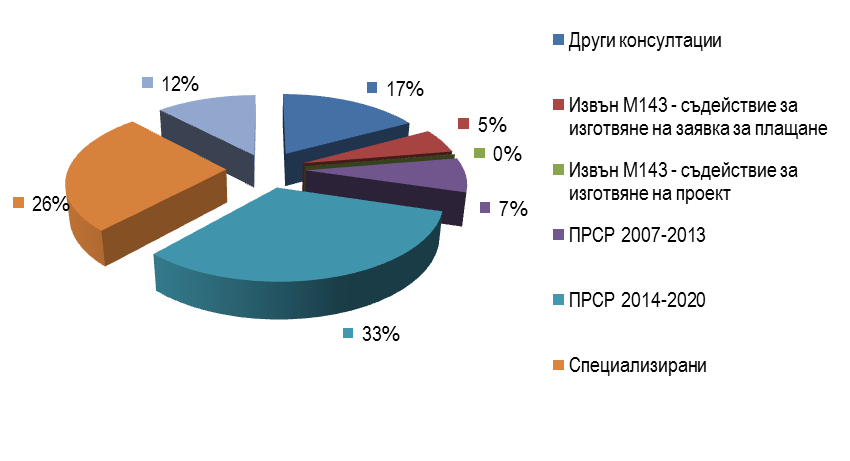 12%
17%
5%
0%
7%
33%
26%
Други консултации
Извън М143 - съдействие за
изготвяне на заявка за плащане
Извън М143 - съдействие за
изготвяне на проект
ПРСР 2007-2013
ПРСР 2014-2020
Специализирани